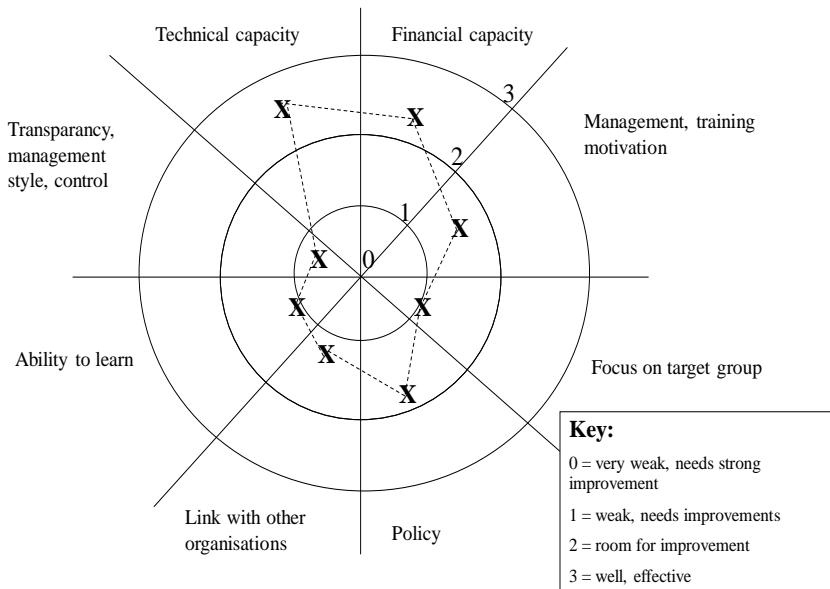 Technical capacity
Financial capacity
3
Transparancy,
management
style, control
Management, training
motivation
2
X
X
1
X
0
X
X
X
X
X
Ability to learn
Focus on target group
Link with other
organisations
Policy
Key:
0 = very weak, needs strong
improvement
1 = weak, needs improvements
2 = room for improvement
3 = well, effective